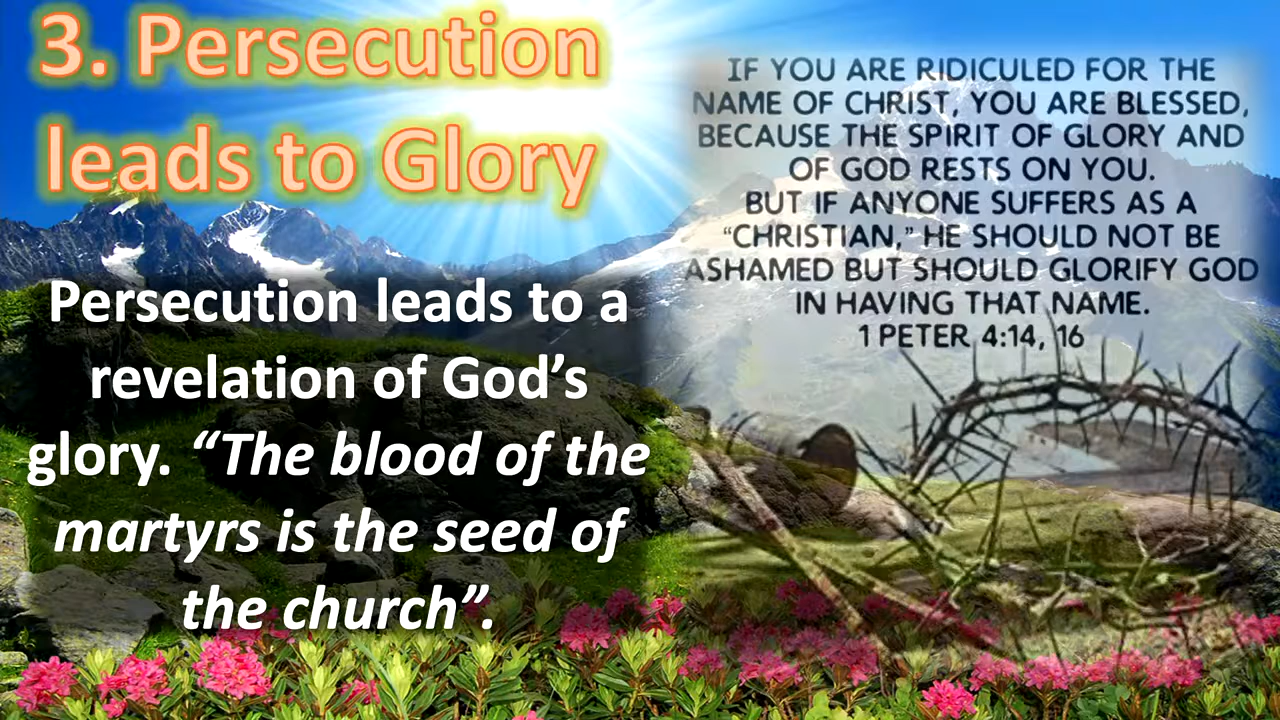 3. Persecution
leads to Glory
Persecution leads to a
revelation of God’s
glory. “The blood of the
martyrs is the seed of
the church”.
IF YOU ARE RIDICULED FOR THE
NAME OF CHRIST, YOU ARE BLESSED,
BECAUSE THE SPIRIT OF GLORY AND
OF GOD RESTS ON YOU.
BUT IF ANYONE SUFFERS AS A
“CHRISTIAN,” HE SHOULD NOT BE
ASHAMED BUT SHOULD GLORIFY GOD
IN HAVING THAT NAME.
1 PETER 4:14, 16